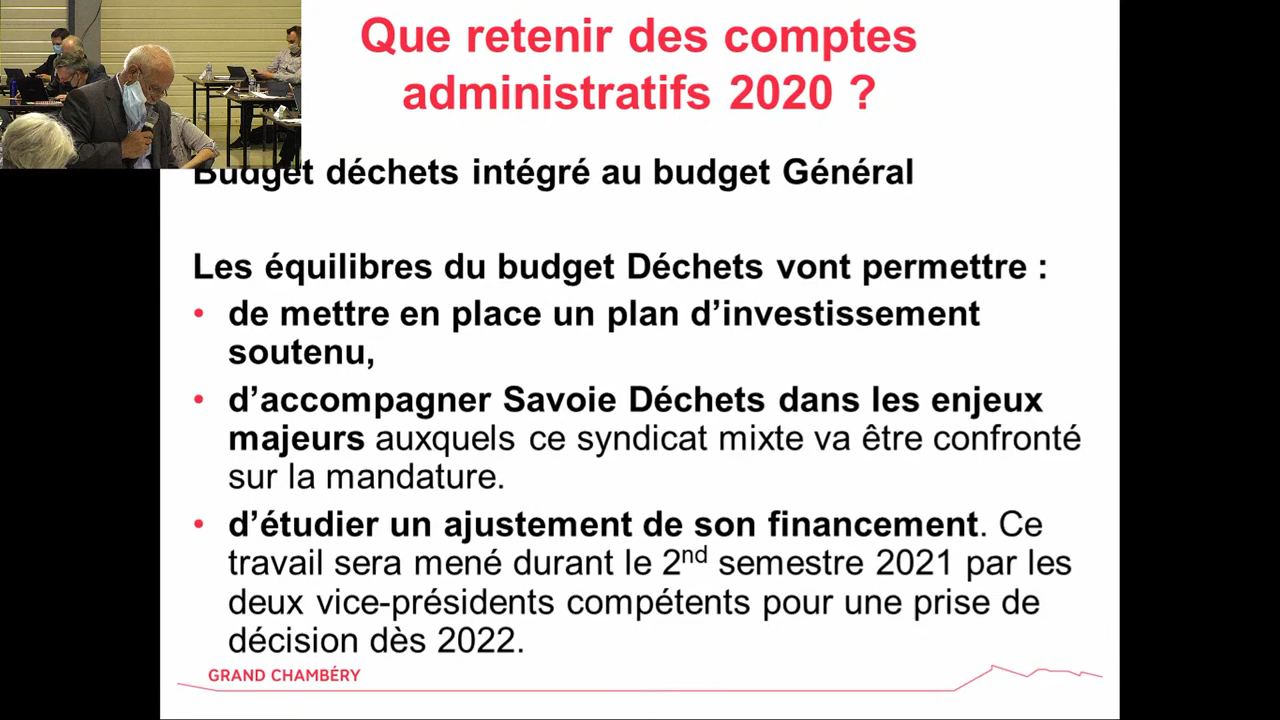 Que retenir des comptes
administratifs 2020 ?
Budget déchets intégré au budget Général
Les équilibres du budget Déchets vont permettre :
• de mettre en place un plan d’investissement
soutenu,
• d’accompagner Savoie Déchets dans les enjeux
majeurs auxquels ce syndicat mixte va être confronté
sur la mandature.
• d’étudier un ajustement de son financement. Ce
travail sera mené durant le 2nd semestre 2021 par les
deux vice-présidents compétents pour une prise de
décision dès 2022.
GRAND CHAMBÉRY